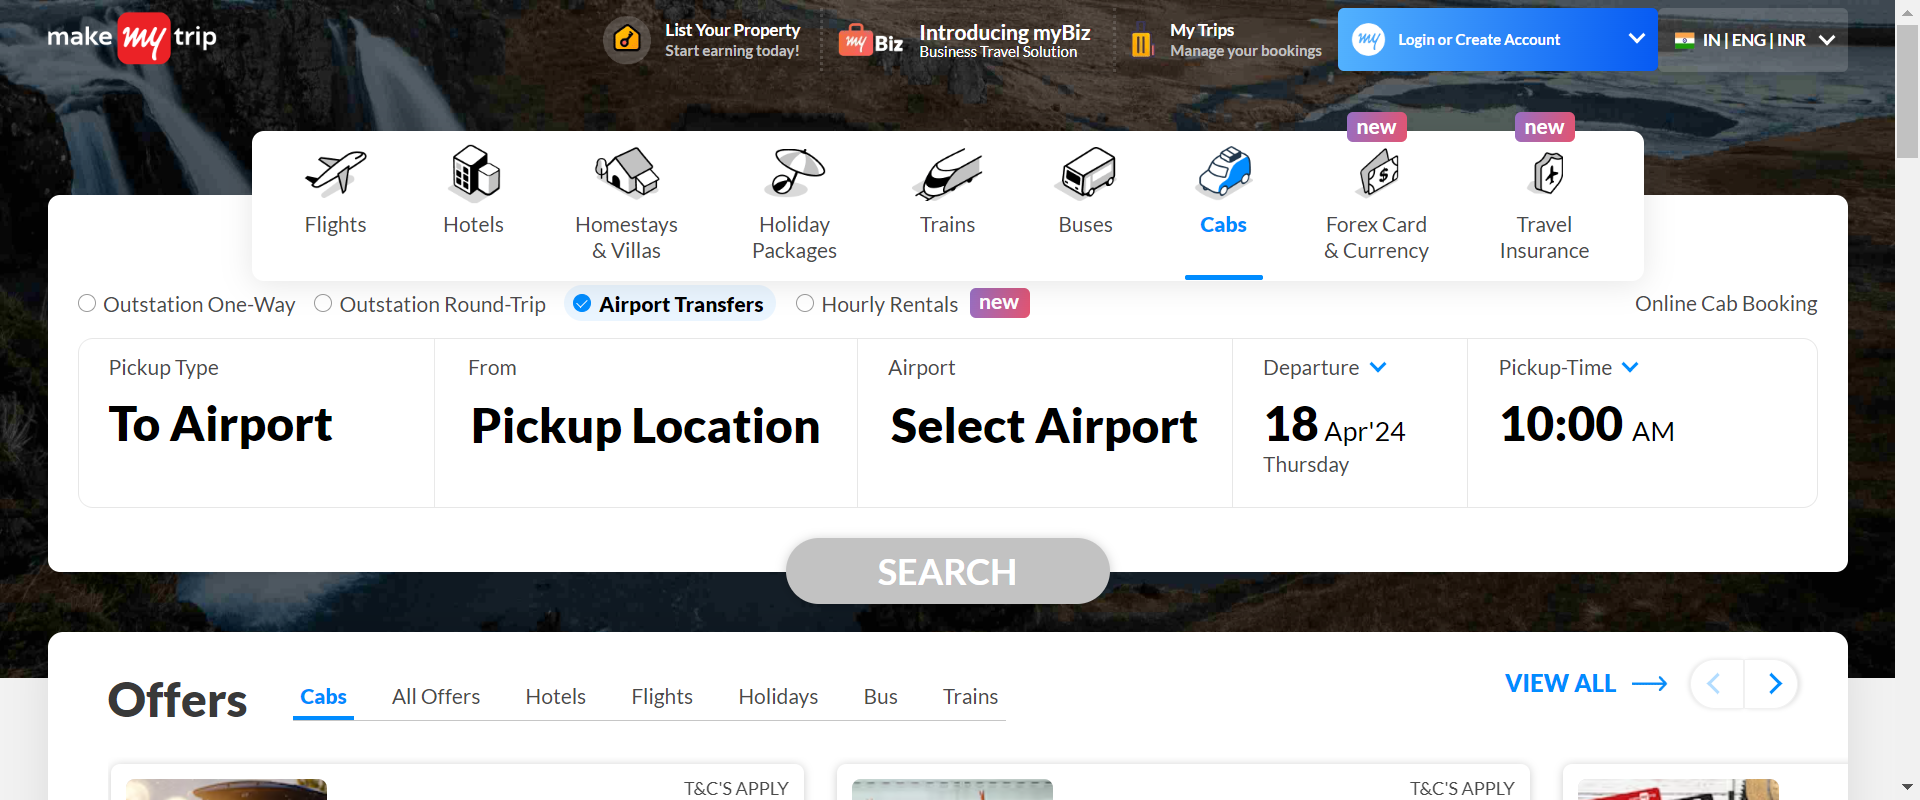 make my trip
List Your Property
Start earning today!
my Biz
Introducing myBiz
Business Travel Solution
My Trips
Manage your bookings
my Login or Create Account
IN | ENG | INR
new
new
Flights
Hotels
Homestays
& Villas
Holiday
Packages
Trains
Buses
Cabs
Forex Card
& Currency
Travel
Insurance
Outstation One-Way
Outstation Round-Trip
Airport Transfers
Hourly Rentals
new
Online Cab Booking
Pickup Type
To Airport
From
Pickup Location
Airport
Select Airport
Departure
18 Apr'24
Thursday
Pickup-Time
10:00 AM
SEARCH
Offers
Cabs
All Offers
Hotels
Flights
Holidays
Bus
Trains
VIEW ALL
T&C'S APPLY
T&C'S APPLY